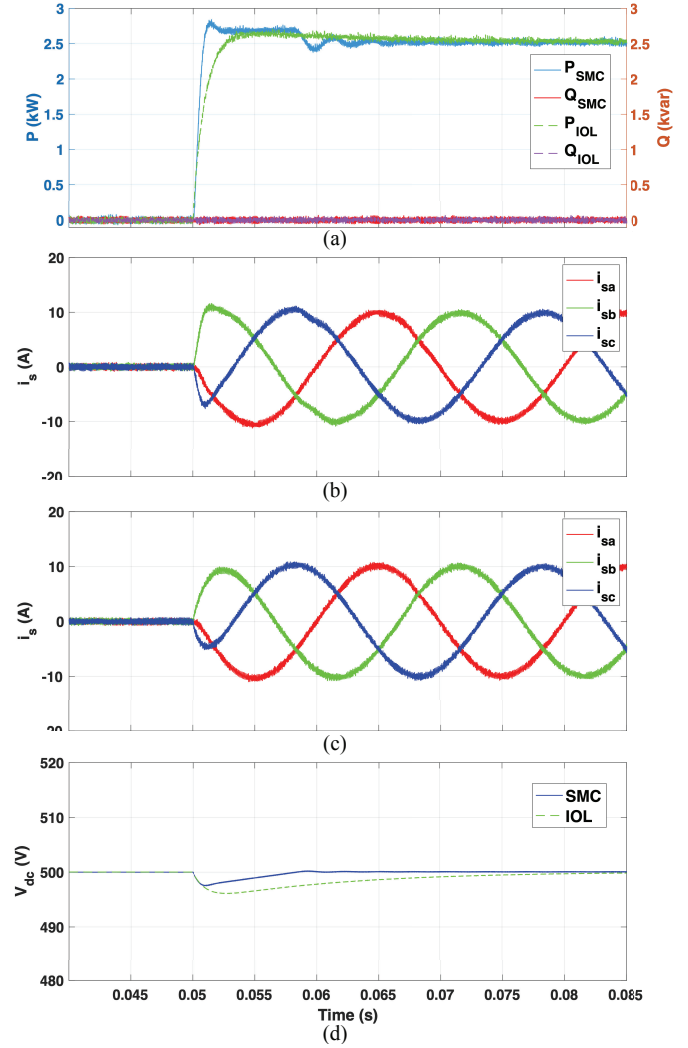 3
2.5
2
1.5
1
0.5
0
P (kW)
3
2.5
2
1.5
1
0.5
0
Q (kvar)
P_SMC
Q_SMC
P_IOL
Q_IOL
(a)
20
10
0
-10
-20
i_s (A)
i_sa
i_sb
i_sc
(b)
20
10
0
-10
-20
i_s (A)
i_sa
i_sb
i_sc
(c)
520
510
500
490
480
V_dc (V)
SMC
IOL
0.045 0.05 0.055 0.06 0.065 0.07 0.075 0.08 0.085
Time (s)
(d)